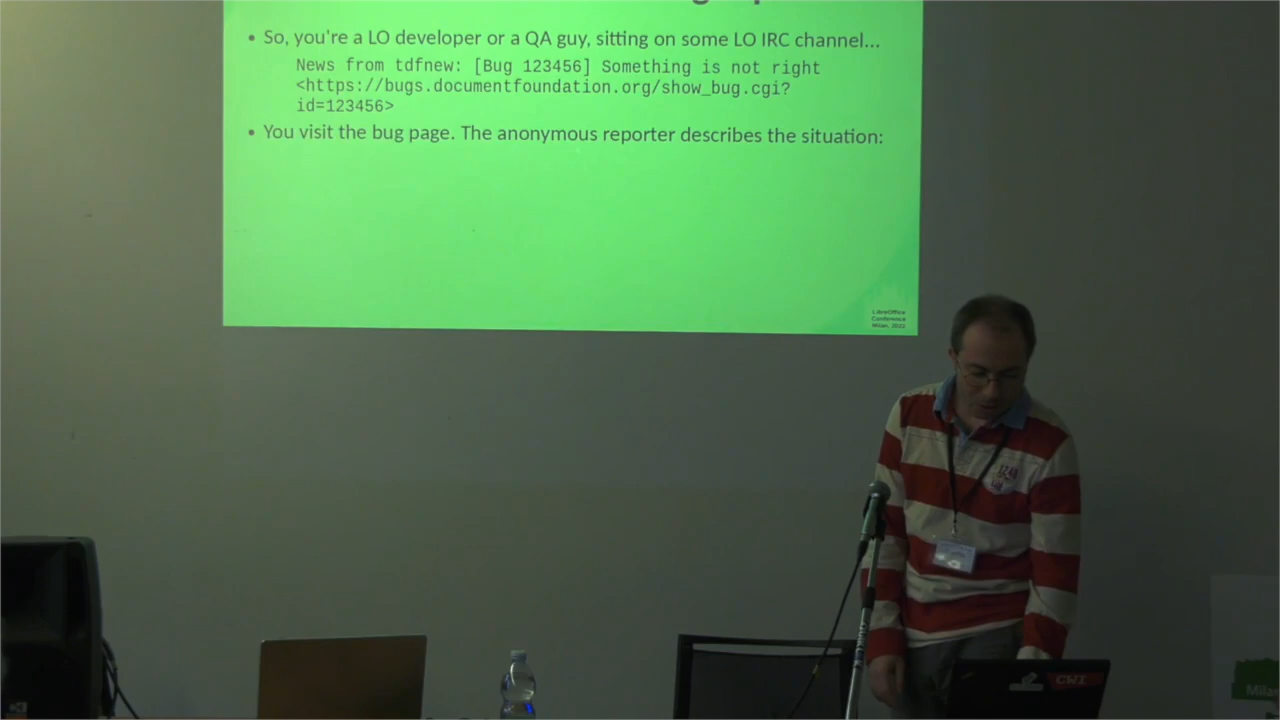 • So, you're a LO developer or a QA guy, sitting on some LO IRC channel...
News from tdfnew: [Bug 123456] Something is not right
<https://bugs.documentfoundation.org/show_bug.cgi?
id=123456>
• You visit the bug page. The anonymous reporter describes the situation:
LibreOffice
Conference
Milan, 2022
CWI